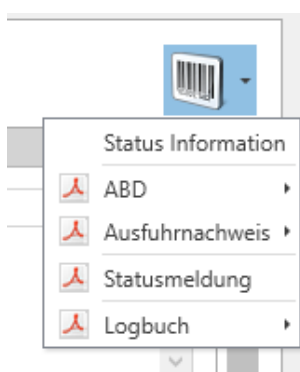 Status Information
ABD
Ausfuhrnachweis
Statusmeldung
Logbuch